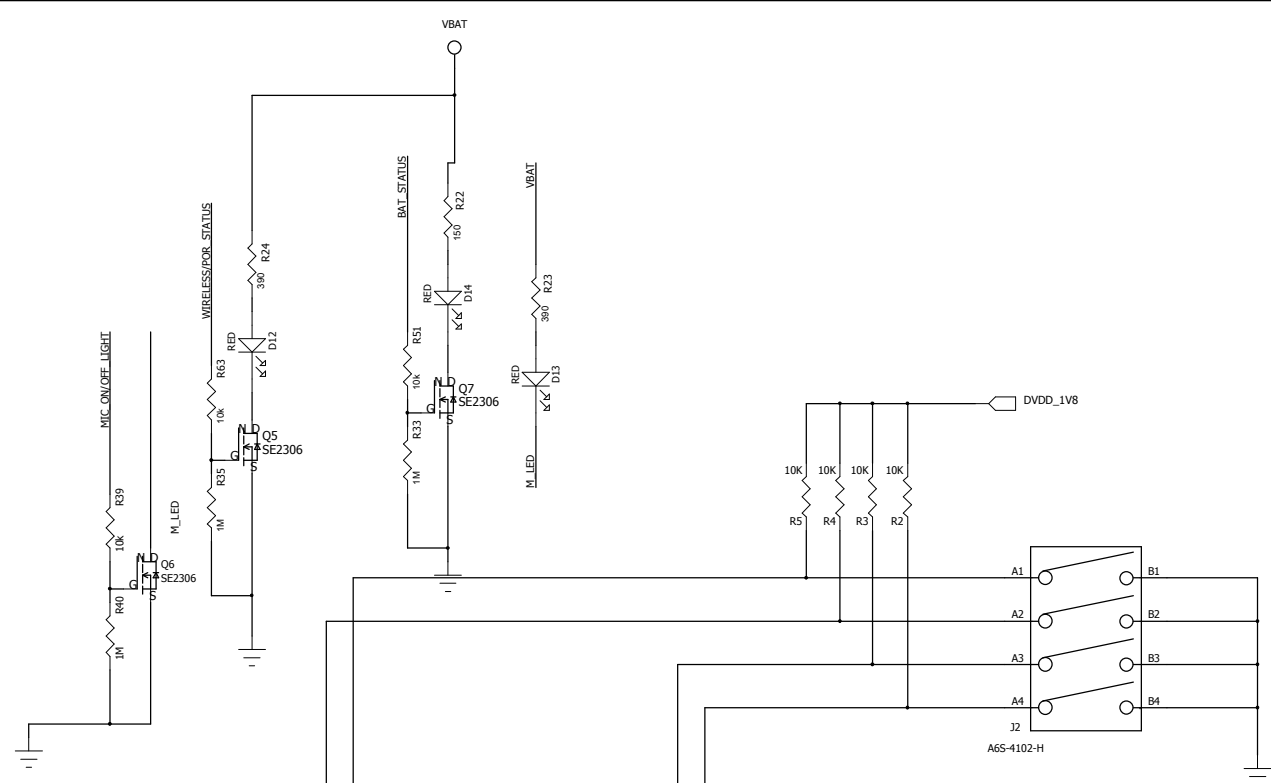 VBAT
BAT_STATUS
R22
150
VBAT
WIRELESS/POR_STATUS
R24
390
RED
D14
R23
390
MIC_ON/OFF_LIGHT
RED
D12
R51
10k
RED
D13
R63
10k
N D
Q7
SE2306
G
S
DVDD_1V8
N D
Q5
SE2306
G
S
R33
1M
M_LED
R35
1M
10K
10K
10K
10K
R5
R4
R3
R2
R39
10k
M_LED
N D
Q6
SE2306
G
S
R40
1M
A1
B1
A2
B2
A3
B3
A4
B4
J2
A6S-4102-H